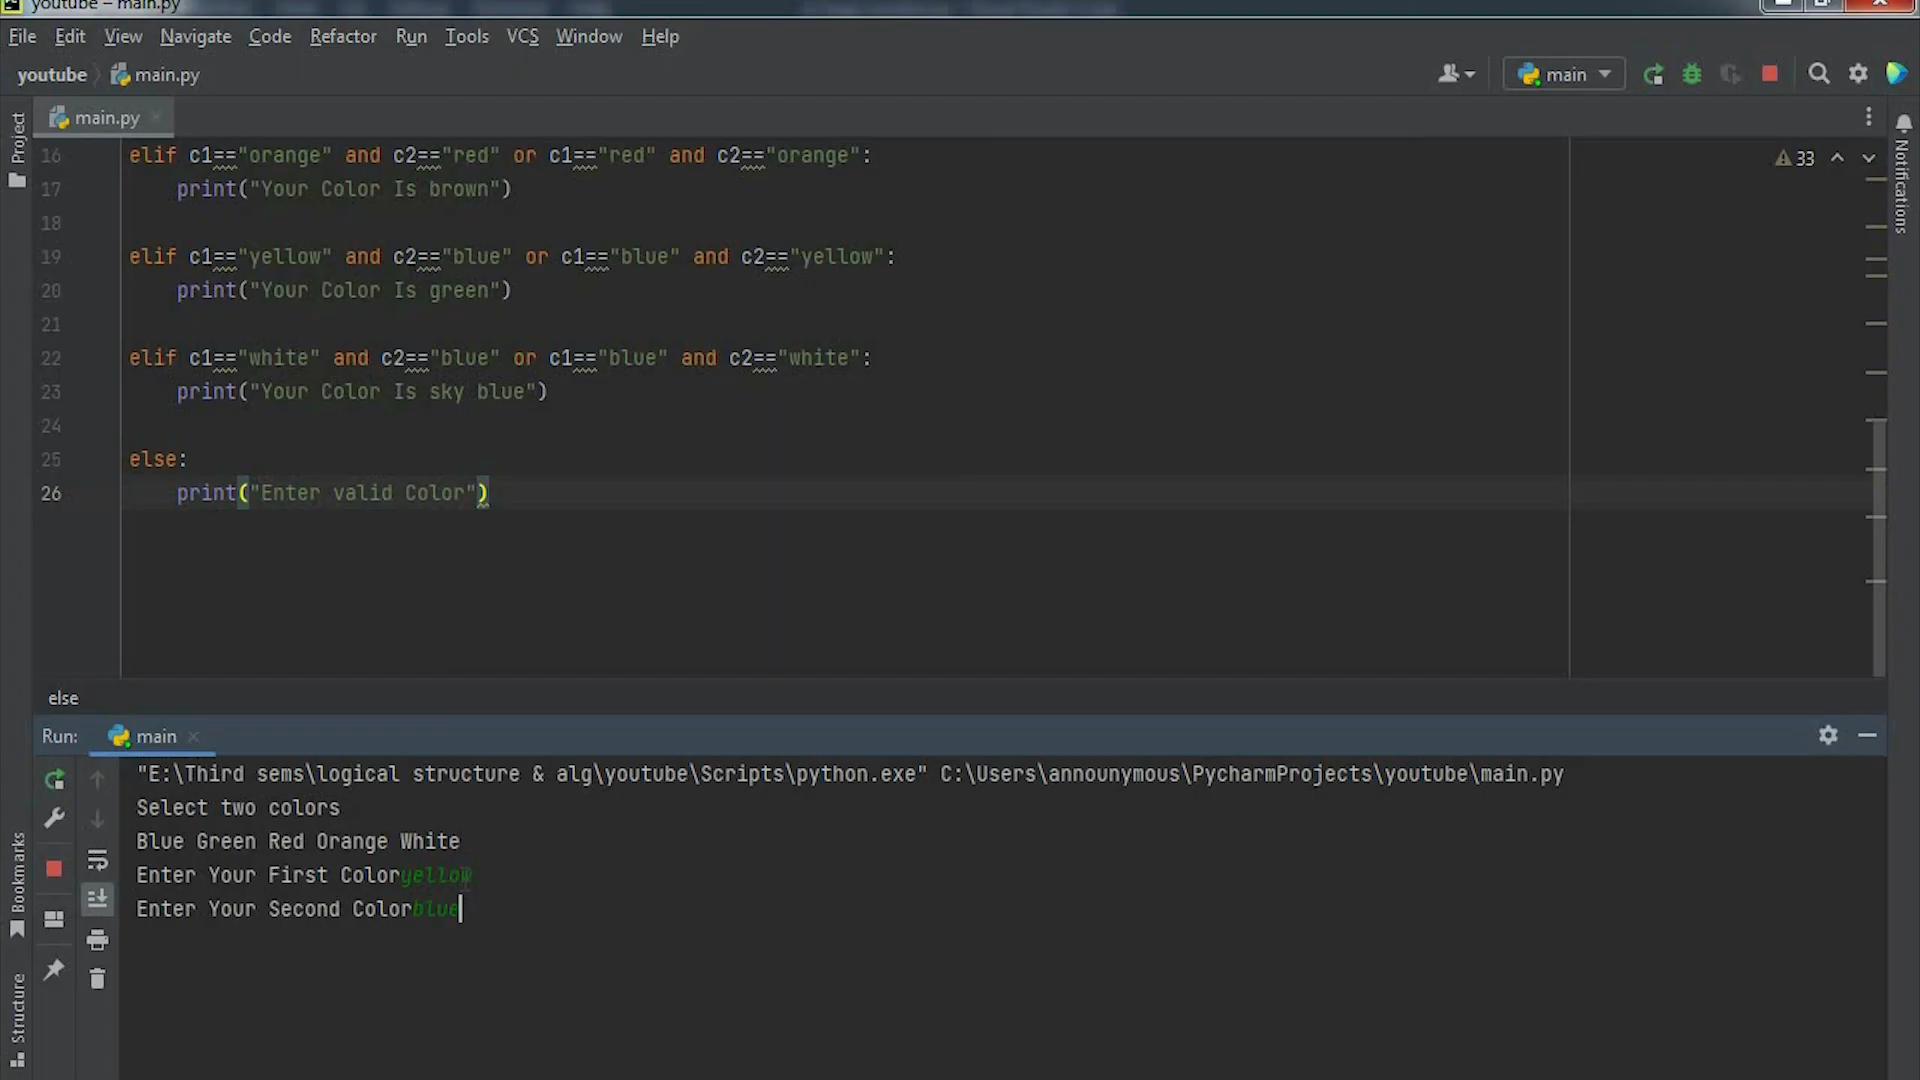 youtube – main.py
File Edit View Navigate Code Refactor Run Tools VCS Window Help
youtube main.py main
main.py
Project
Notifications
33
16 elif c1=="orange" and c2=="red" or c1=="red" and c2=="orange":
17 print("Your Color Is brown")
18
19 elif c1=="yellow" and c2=="blue" or c1=="blue" and c2=="yellow":
20 print("Your Color Is green")
21
22 elif c1=="white" and c2=="blue" or c1=="blue" and c2=="white":
23 print("Your Color Is sky blue")
24
25 else:
26 print("Enter valid Color")
else
Run: main
"E:\Third sems\logical structure & alg\youtube\Scripts\python.exe" C:\Users\announymous\PycharmProjects\youtube\main.py
Select two colors
Blue Green Red Orange White
Enter Your First Coloryellow
Enter Your Second Colorblue
Bookmarks
Structure